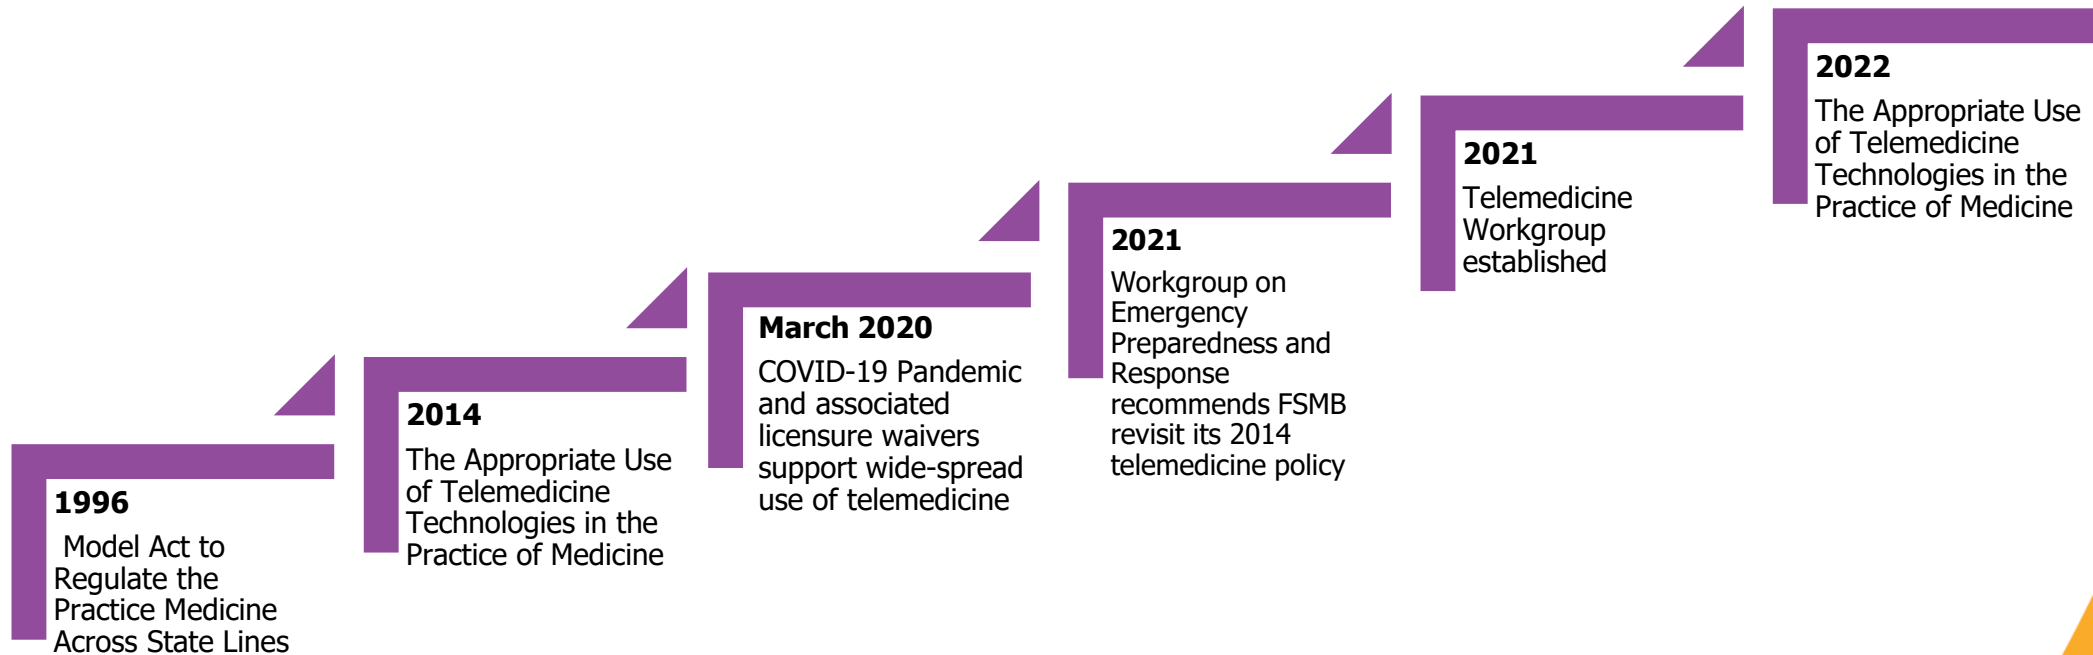 1996
Model Act to
Regulate the
Practice Medicine
Across State Lines
2014
The Appropriate Use
of Telemedicine
Technologies in the
Practice of Medicine
March 2020
COVID-19 Pandemic
and associated
licensure waivers
support wide-spread
use of telemedicine
2021
Workgroup on
Emergency
Preparedness and
Response
recommends FSMB
revisit its 2014
telemedicine policy
2021
Telemedicine
Workgroup
established
2022
The Appropriate Use
of Telemedicine
Technologies in the
Practice of Medicine